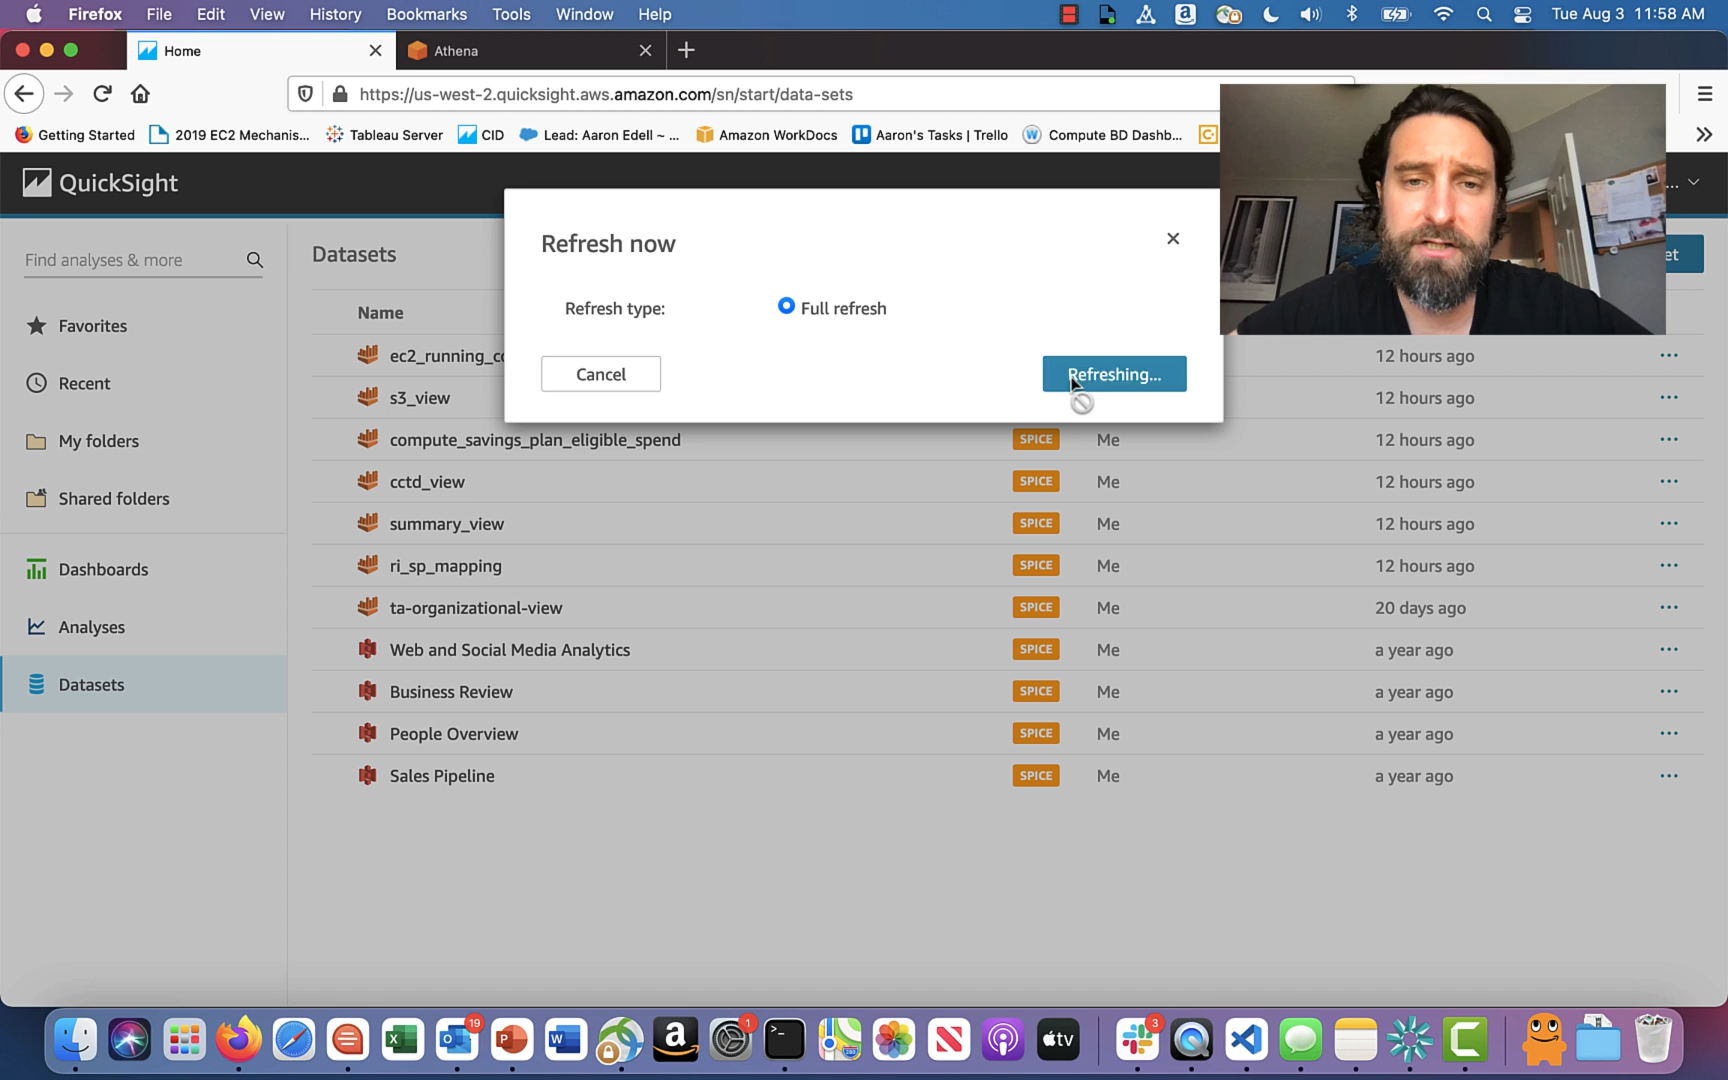 Firefox File Edit View History Bookmarks Tools Window Help Tue Aug 3 11:58 AM
Home Athena
https://us-west-2.quicksight.aws.amazon.com/sn/start/data-sets
Getting Started 2019 EC2 Mechanis... Tableau Server CID Lead: Aaron Edell ~ ... Amazon WorkDocs Aaron's Tasks | Trello Compute BD Dashb...
QuickSight ...
Refresh now
Find analyses & more Datasets et
Refresh type: Full refresh
Name
Favorites
ec2_running_c 12 hours ago
Cancel Refreshing...
Recent
s3_view 12 hours ago
My folders
compute_savings_plan_eligible_spend SPICE Me 12 hours ago
cctd_view SPICE Me 12 hours ago
Shared folders
summary_view SPICE Me 12 hours ago
Dashboards
ri_sp_mapping SPICE Me 12 hours ago
ta-organizational-view SPICE Me 20 days ago
Analyses
Web and Social Media Analytics SPICE Me a year ago
Datasets
Business Review SPICE Me a year ago
People Overview SPICE Me a year ago
Sales Pipeline SPICE Me a year ago
19 1 3
tv